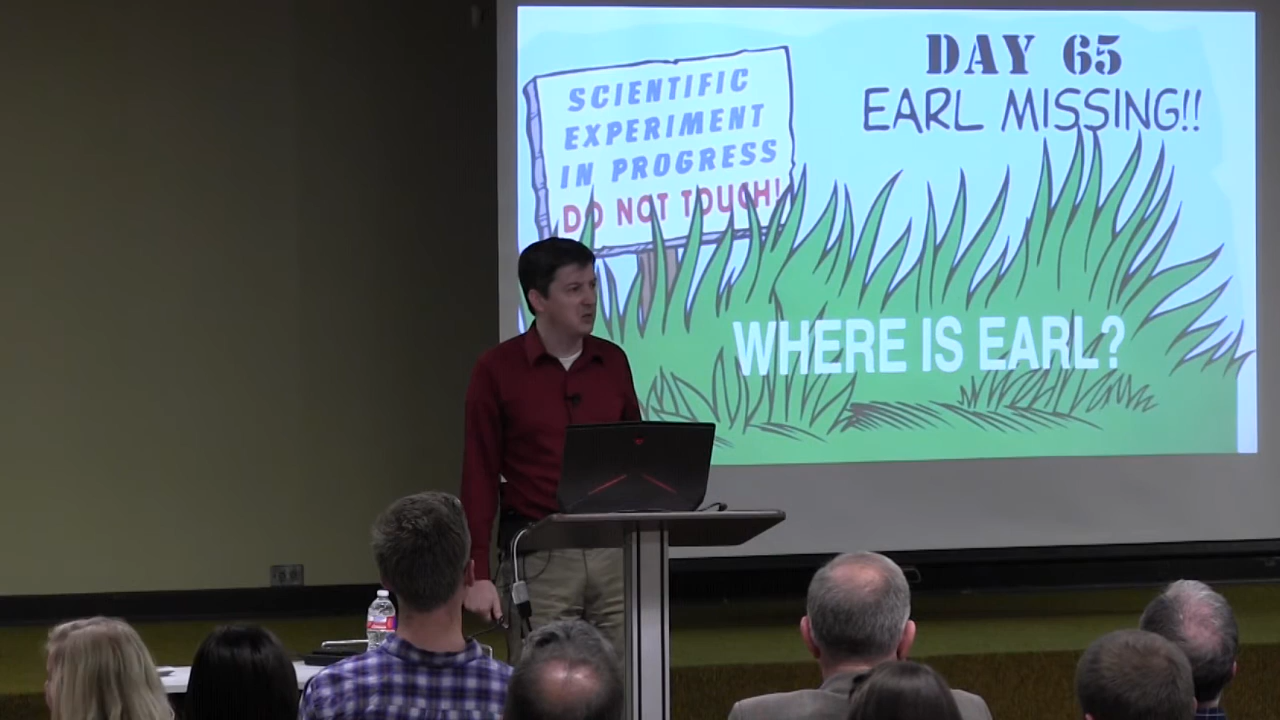 SCIENTIFIC
EXPERIMENT
IN PROGRESS
DO NOT TOUCH!
DAY 65
EARL MISSING!!
WHERE IS EARL?